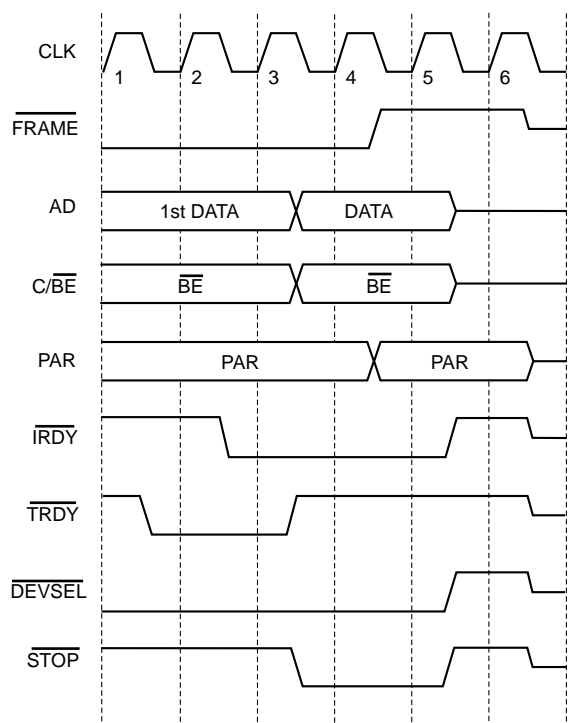 CLK
1 2 3 4 5 6
FRAME
AD 1st DATA DATA
C/BE BE BE
PAR PAR PAR
IRDY
TRDY
DEVSEL
STOP